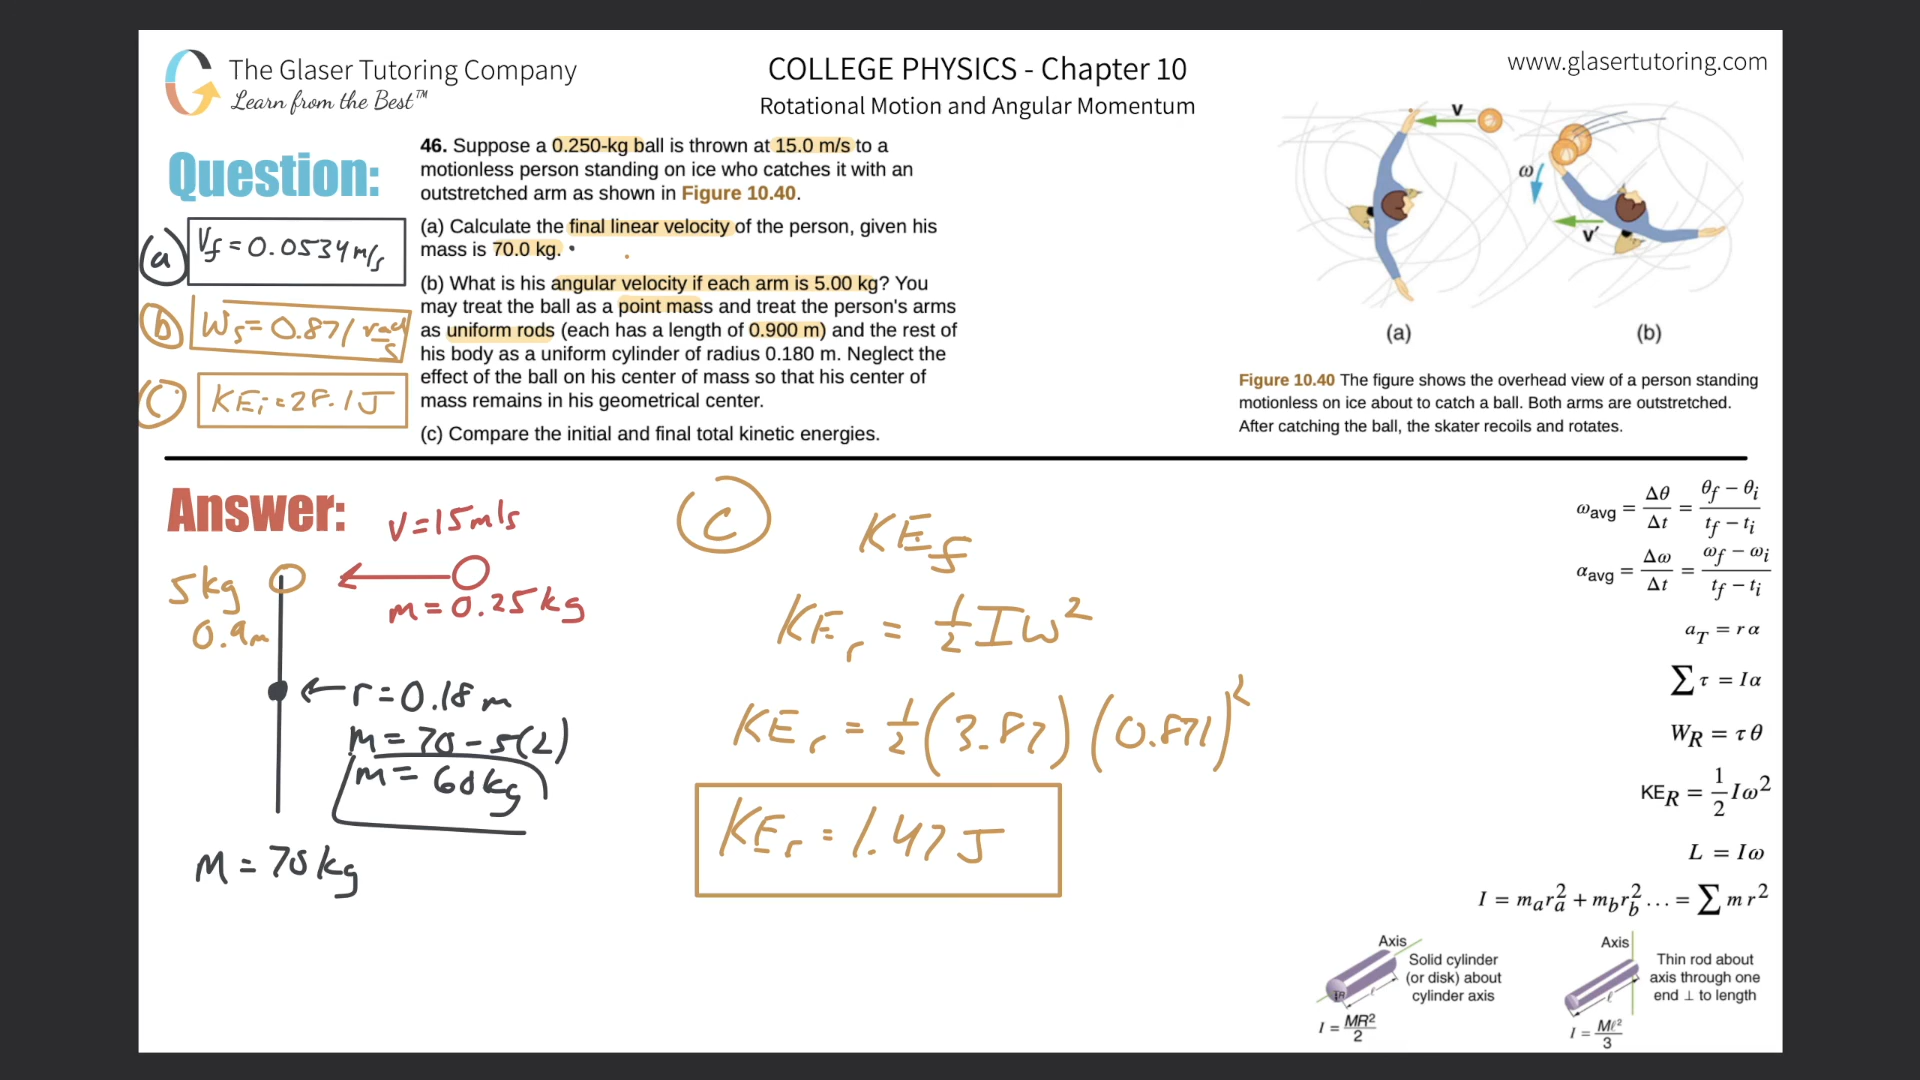 The Glaser Tutoring Company
Learn from the Best™
COLLEGE PHYSICS - Chapter 10
Rotational Motion and Angular Momentum
www.glasertutoring.com
Question:
46. Suppose a 0.250-kg ball is thrown at 15.0 m/s to a
motionless person standing on ice who catches it with an
outstretched arm as shown in Figure 10.40.
(a) Calculate the final linear velocity of the person, given his
mass is 70.0 kg.
(b) What is his angular velocity if each arm is 5.00 kg? You
may treat the ball as a point mass and treat the person's arms
as uniform rods (each has a length of 0.900 m) and the rest of
his body as a uniform cylinder of radius 0.180 m. Neglect the
effect of the ball on his center of mass so that his center of
mass remains in his geometrical center.
(c) Compare the initial and final total kinetic energies.
(a) Vf = 0.0534 m/s
(b) ωf = 0.871 rad/s
(c) KEi = 28.1 J
v
ω
v′
(a)
(b)
Figure 10.40 The figure shows the overhead view of a person standing
motionless on ice about to catch a ball. Both arms are outstretched.
After catching the ball, the skater recoils and rotates.
Answer:
V = 15 m/s
5 kg
m = 0.25 kg
0.9 m
← r = 0.18 m
m = 70 - 5(2)
m = 60 kg
M = 70 kg
C
KEf
KEr = 1/2 Iω²
KEr = 1/2 (3.87) (0.871)²
KEr = 1.47 J
ωavg = Δθ/Δt = (θf − θi)/(tf − ti)
αavg = Δω/Δt = (ωf − ωi)/(tf − ti)
aT = rα
∑τ = Iα
WR = τθ
KER = 1/2 Iω²
L = Iω
I = mara² + mbrb² ... = ∑mr²
Axis
Solid cylinder
(or disk) about
cylinder axis
R
ℓ
I = MR²/2
Axis
Thin rod about
axis through one
end ⊥ to length
ℓ
I = Mℓ²/3